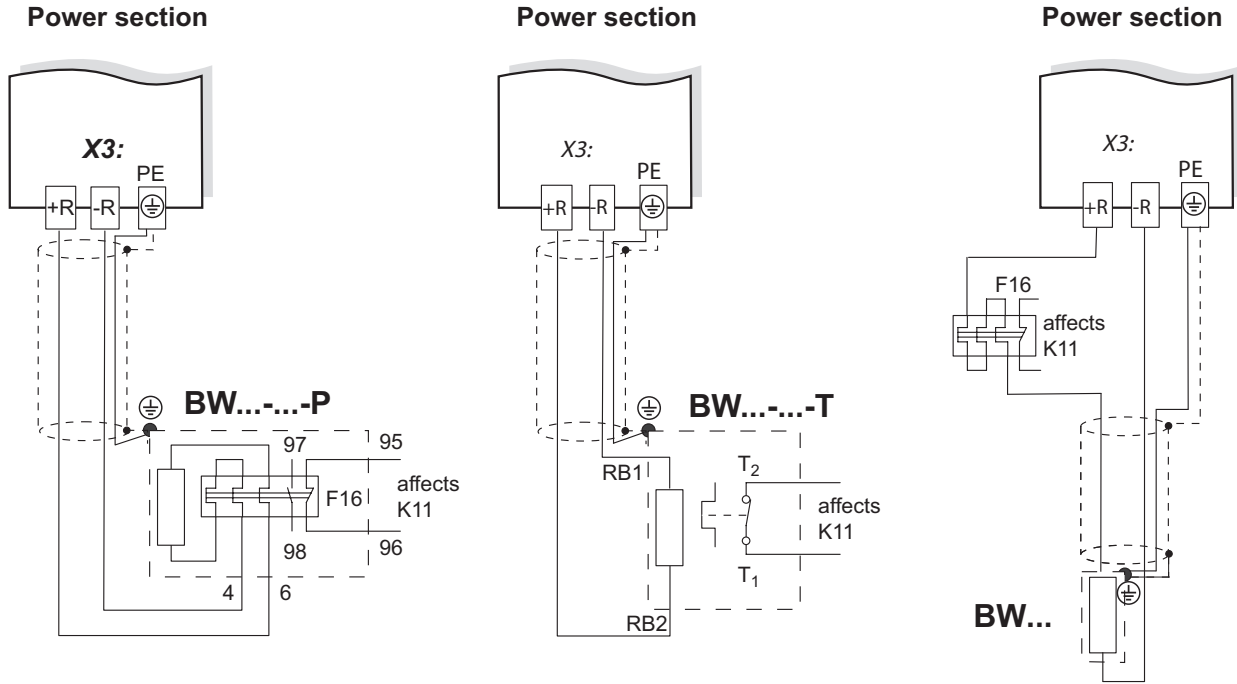 Power section
X3:
PE
+R
-R
BW...-...-P
97
95
F16
affects
K11
98
96
4
6
Power section
X3:
PE
+R
-R
BW...-...-T
RB1
T2
affects
K11
T1
RB2
Power section
X3:
PE
+R
-R
F16
affects
K11
BW...